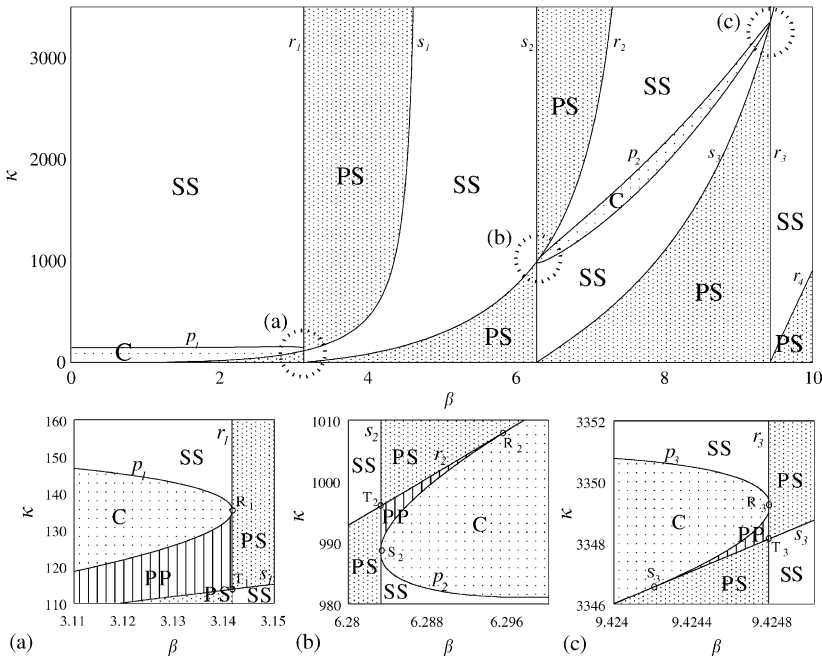 (c)
r1 s1 s2 r2
3000
SS
PS
PS
2000
SS
SS
p2 s3 r3
κ
C
SS
(b)
1000
SS
PS
r4
(a)
p1
C
PS
PS
0
0 2 4 6 8 10
β
160
150
140
130
120
110
κ
r1
SS
p1
R1
C
PS
PP
T
s1
PS
SS
3.11 3.12 3.13 3.14 3.15
(a)
β
1010
1000
990
980
κ
s2
PS
SS
r2
R2
T2
PP
C
S2
PS
p2
SS
6.28 6.288 6.296
(b)
β
3352
3350
3348
3346
κ
r3
SS
p3
PS
R3
C
PP
s3
T3
S3
PS
SS
9.424 9.4244 9.4248
(c)
β